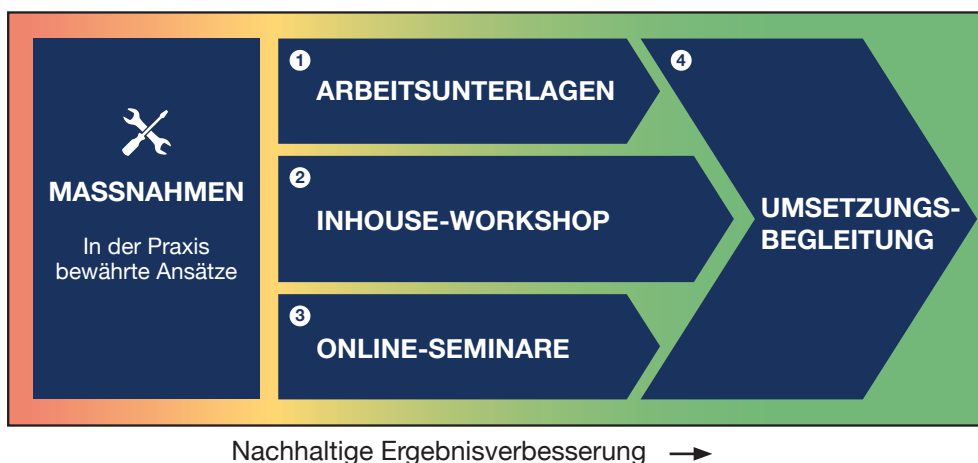 MASSNAHMEN
In der Praxis
bewährte Ansätze
1
ARBEITSUNTERLAGEN
2
INHOUSE-WORKSHOP
3
ONLINE-SEMINARE
4
UMSETZUNGS-
BEGLEITUNG
Nachhaltige Ergebnisverbesserung →